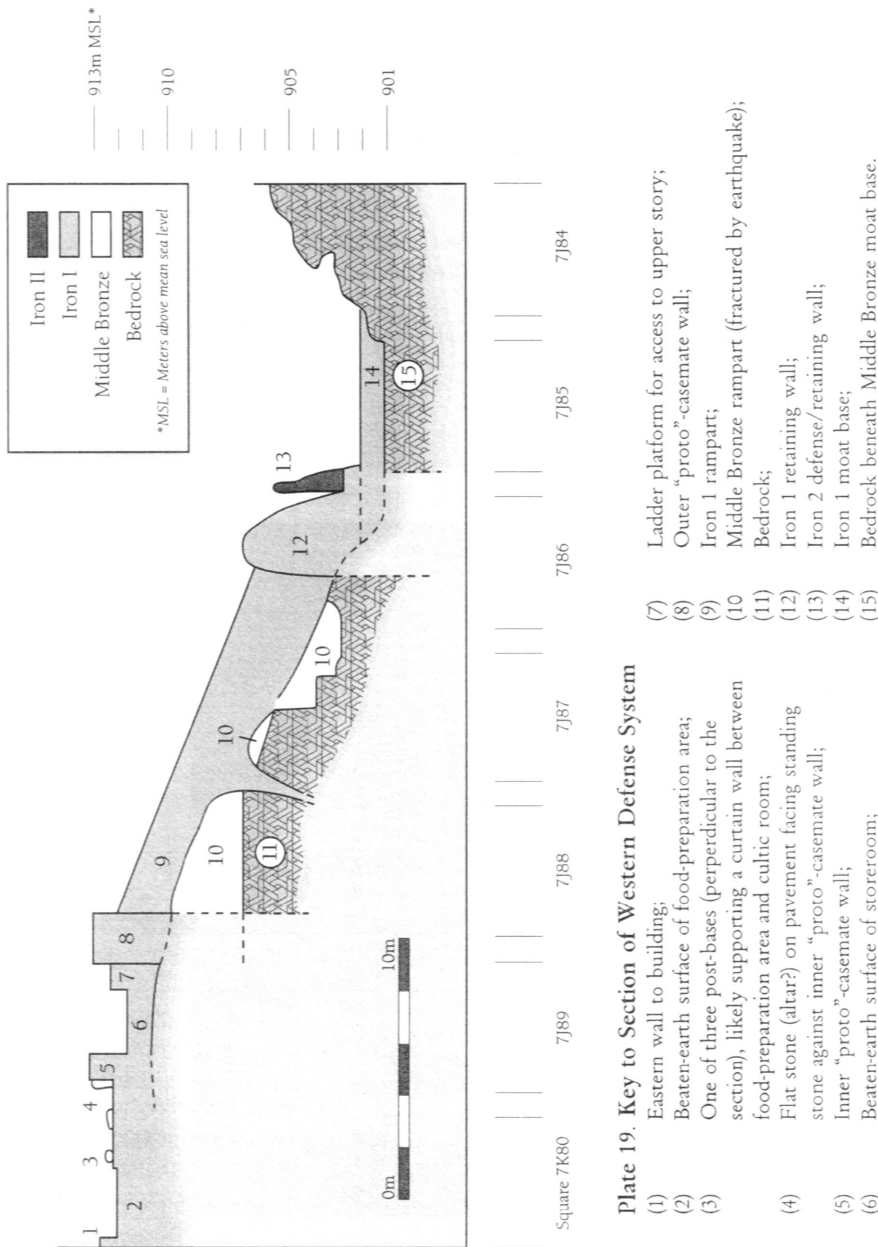 Iron II
Iron I
Middle Bronze
Bedrock
*MSL = Meters above mean sea level
913m MSL*
910
905
901
1
2
3
4
5
6
7
8
9
10
10
10
11
12
13
14
15
0m
10m
Square 7K80
7J89
7J88
7J87
7J86
7J85
7J84
Plate 19. Key to Section of Western Defense System
(1) Eastern wall to building;
(2) Beaten-earth surface of food-preparation area;
(3) One of three post-bases (perperdicular to the
section), likely supporting a curtain wall between
food-preparation area and cultic room;
(4) Flat stone (altar?) on pavement facing standing
stone against inner “proto”-casemate wall;
(5) Inner “proto”-casemate wall;
(6) Beaten-earth surface of storeroom;
(7) Ladder platform for access to upper story;
(8) Outer “proto”-casemate wall;
(9) Iron 1 rampart;
(10 Middle Bronze rampart (fractured by earthquake);
(11) Bedrock;
(12) Iron 1 retaining wall;
(13) Iron 2 defense/retaining wall;
(14) Iron 1 moat base;
(15) Bedrock beneath Middle Bronze moat base.